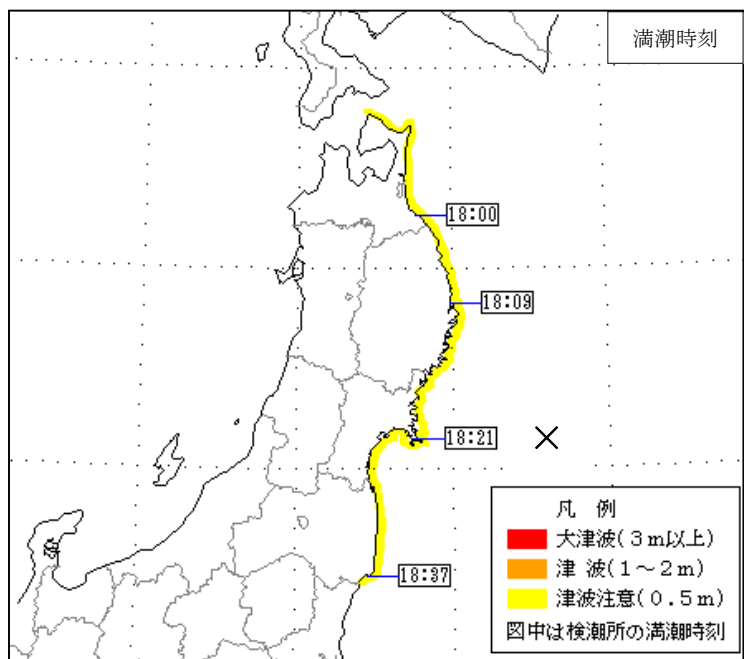 満潮時刻
18:00
18:09
18:21
18:37
凡 例
大津波(3m以上)
津 波(1～2m)
津波注意(0.5m)
図中は検潮所の満潮時刻